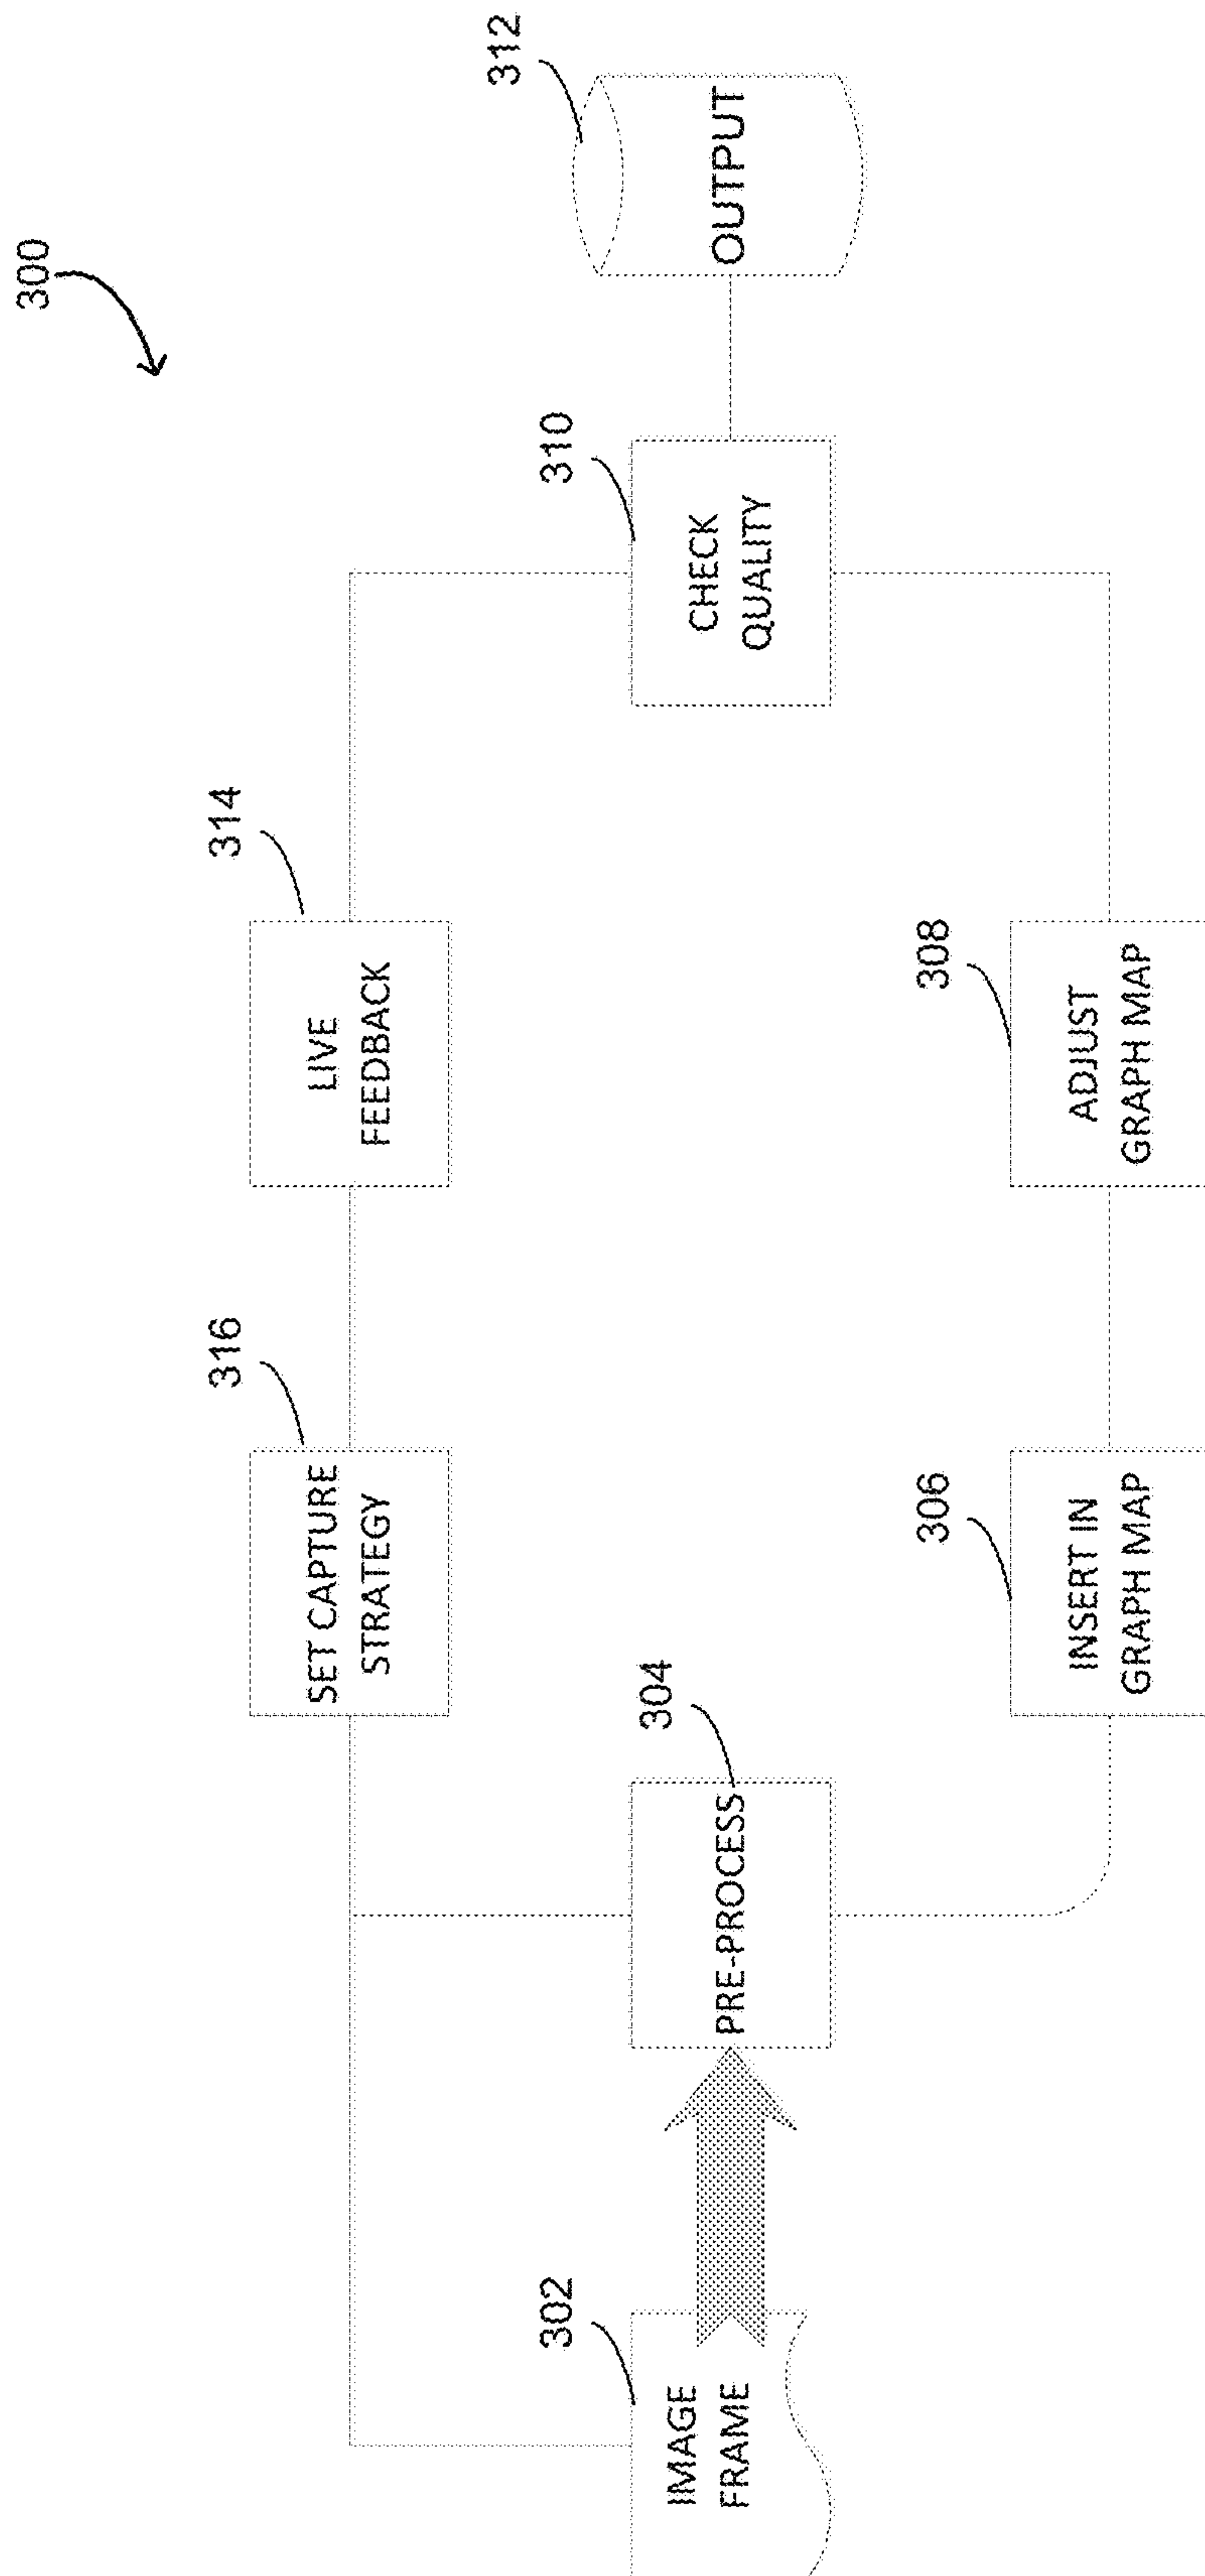 300
316
SET CAPTURE
STRATEGY
314
LIVE
FEEDBACK
302
IMAGE
FRAME
304
PRE-PROCESS
310
CHECK
QUALITY
312
OUTPUT
306
INSERT IN
GRAPH MAP
308
ADJUST
GRAPH MAP